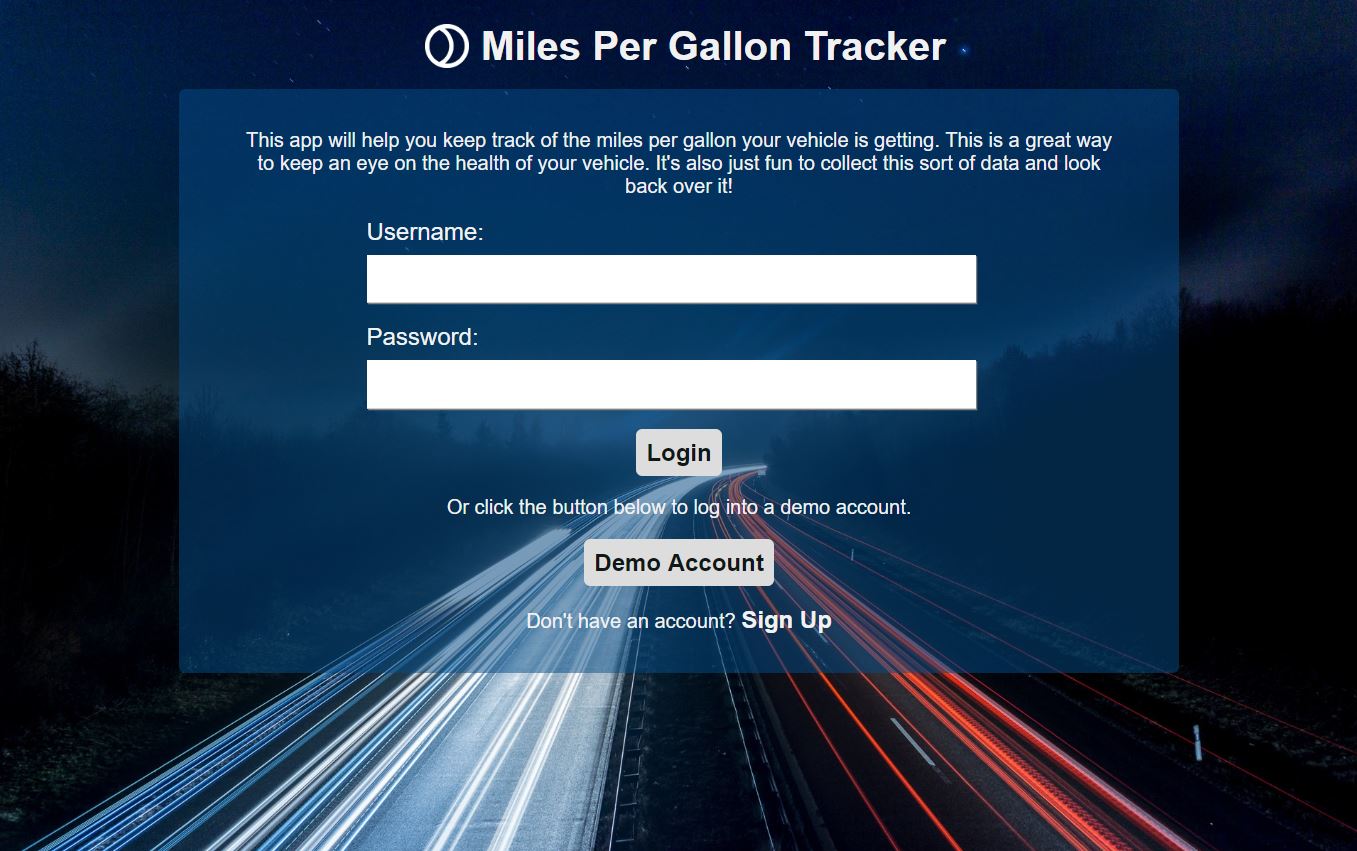 Miles Per Gallon Tracker
This app will help you keep track of the miles per gallon your vehicle is getting. This is a great way
to keep an eye on the health of your vehicle. It's also just fun to collect this sort of data and look
back over it!
Username:
Password:
Login
Or click the button below to log into a demo account.
Demo Account
Don't have an account? Sign Up